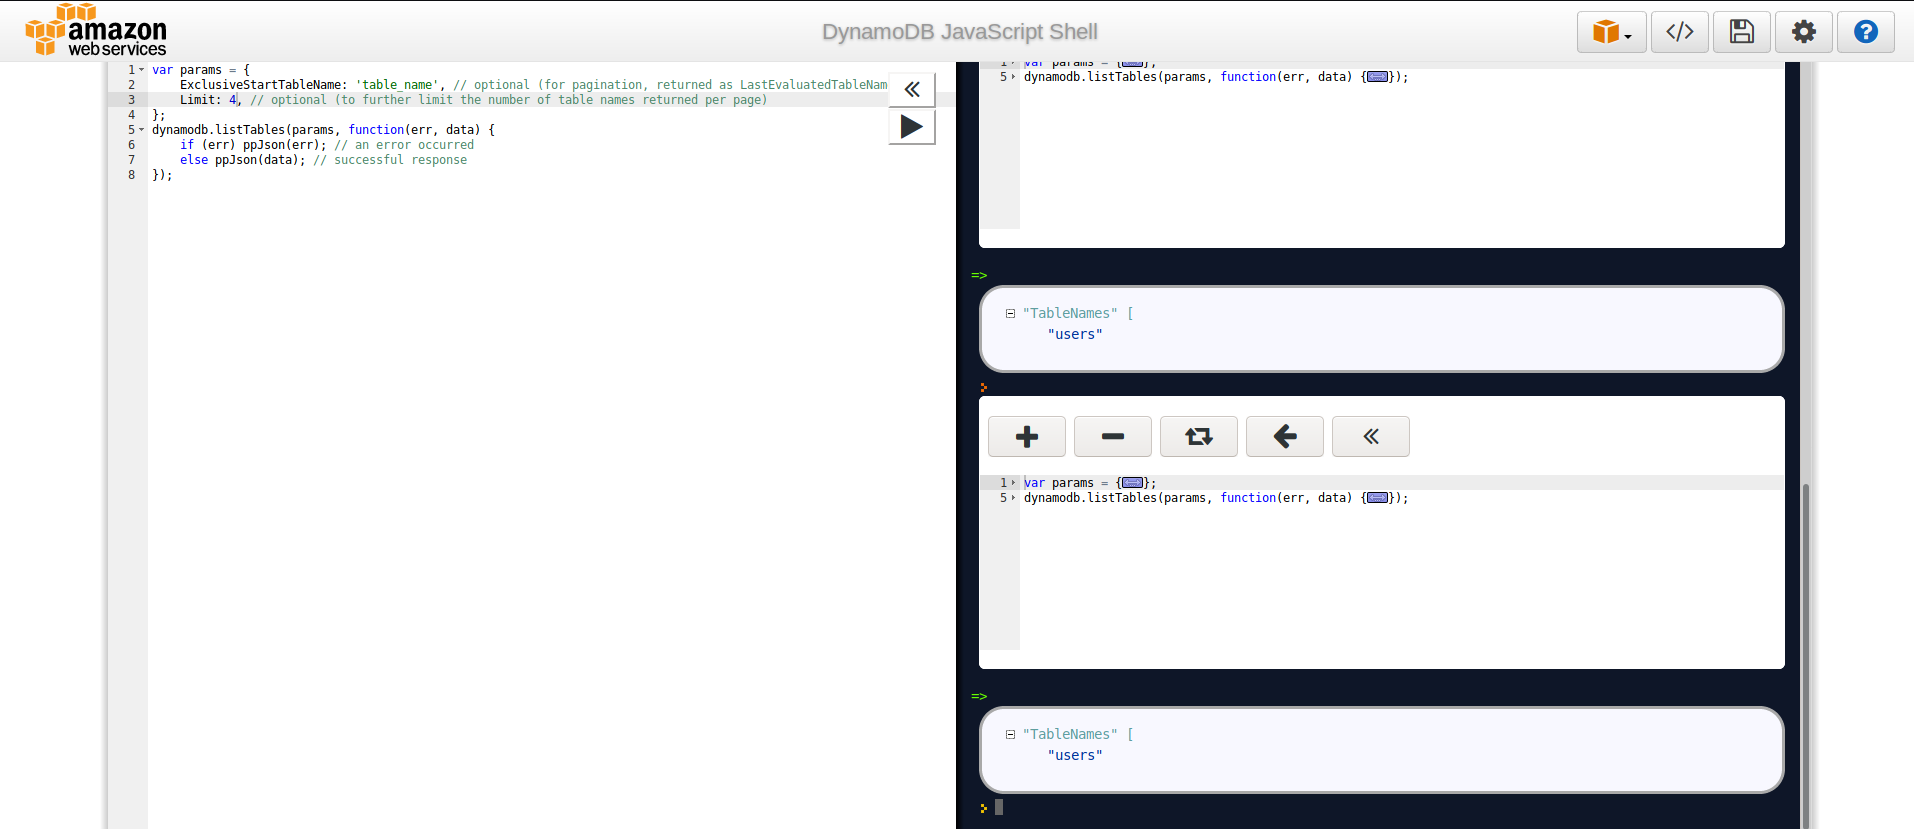 amazon
web services
DynamoDB JavaScript Shell
</>
?
1 var params = {
2 ExclusiveStartTableName: 'table_name', // optional (for pagination, returned as LastEvaluatedTableNam
3 Limit: 4, // optional (to further limit the number of table names returned per page)
4 };
5 dynamodb.listTables(params, function(err, data) {
6 if (err) ppJson(err); // an error occurred
7 else ppJson(data); // successful response
8 });
1 var params = {};
5 dynamodb.listTables(params, function(err, data) {});
=>
"TableNames" [
"users"
1 var params = {};
5 dynamodb.listTables(params, function(err, data) {});
=>
"TableNames" [
"users"